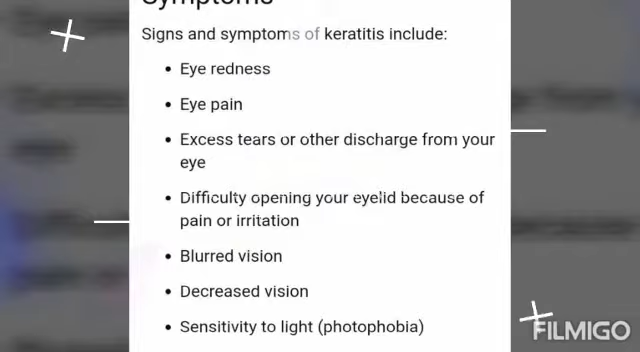 Symptoms
Signs and symptoms of keratitis include:
• Eye redness
• Eye pain
• Excess tears or other discharge from your
eye
• Difficulty opening your eyelid because of
pain or irritation
• Blurred vision
• Decreased vision
• Sensitivity to light (photophobia)
FILMIGO